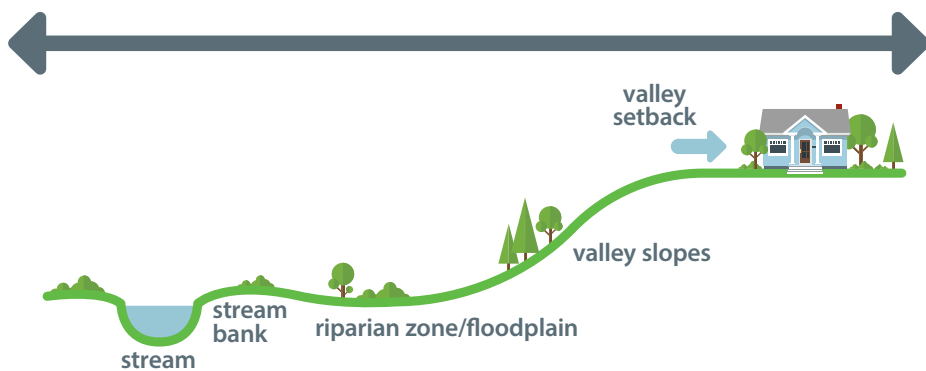 valley
setback
valley slopes
stream
bank
riparian zone/floodplain
stream